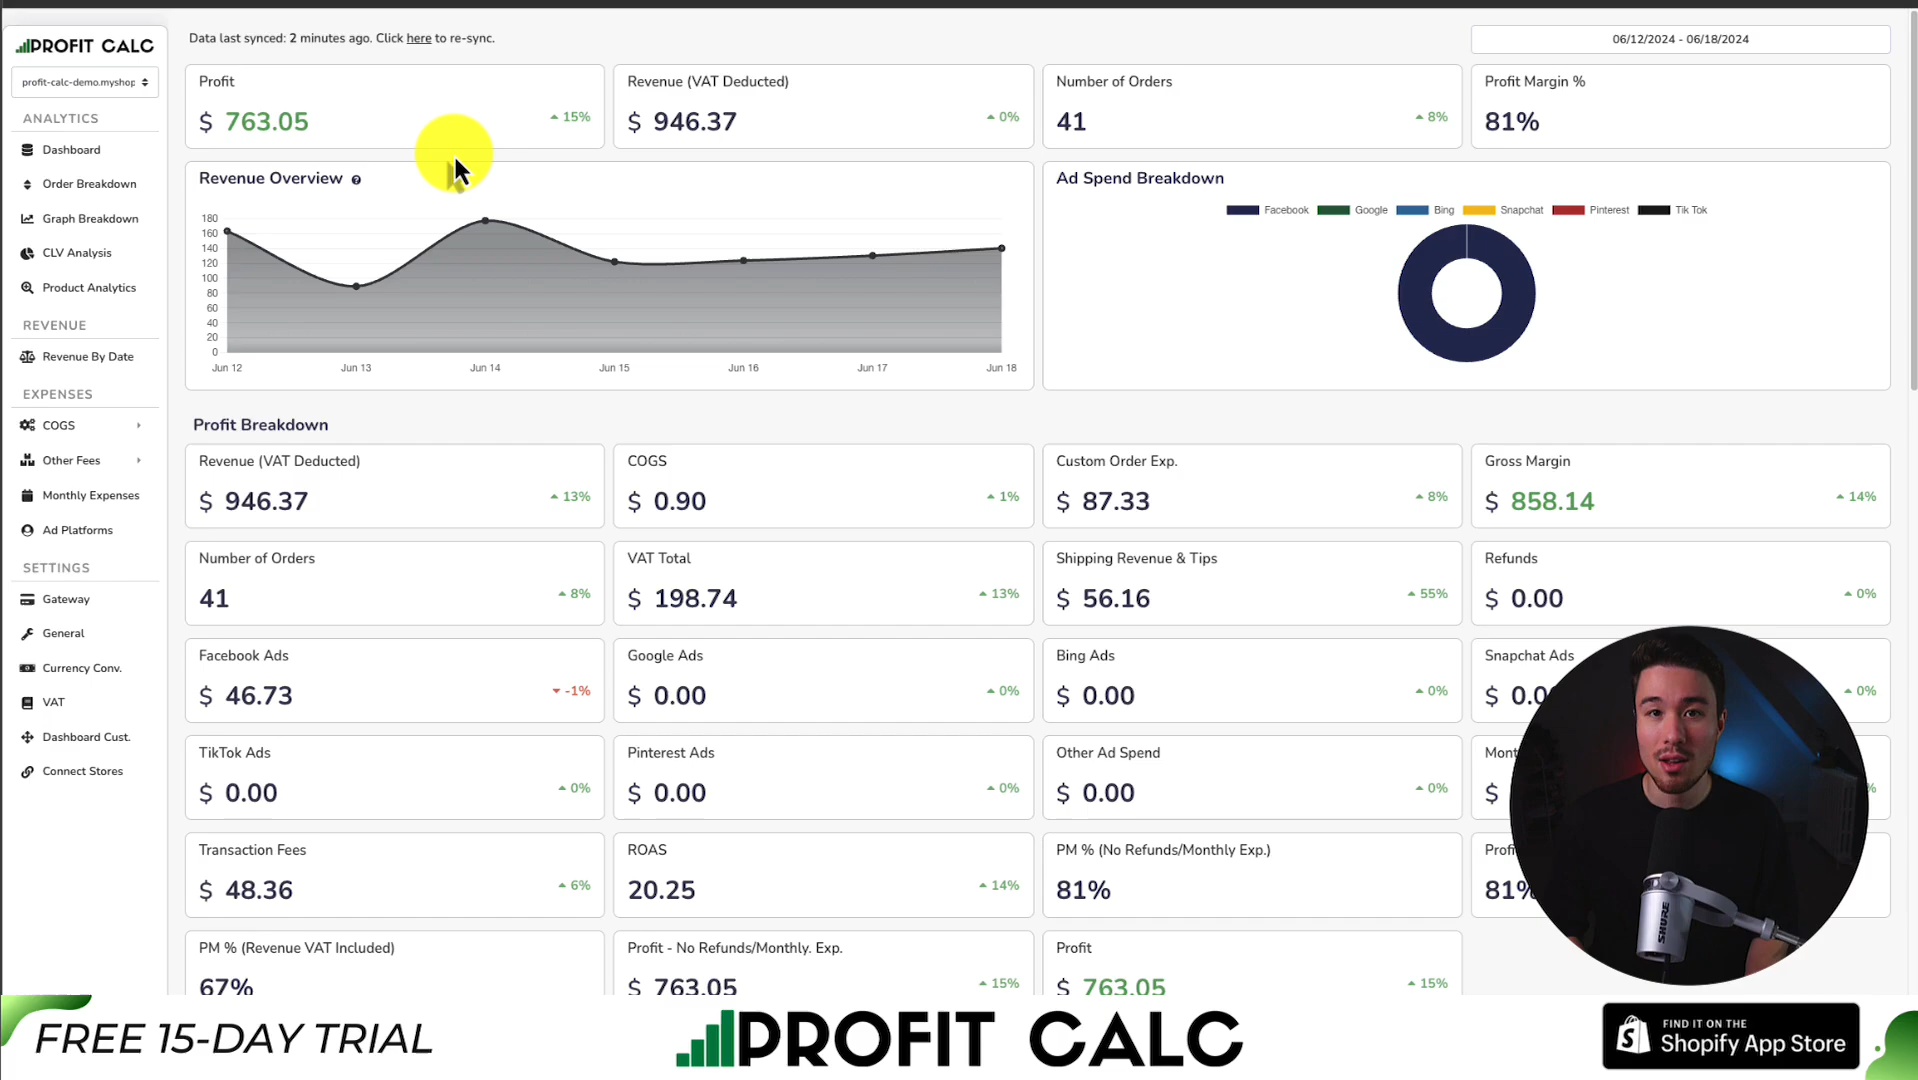 PROFIT CALC
profit-calc-demo.myshop
ANALYTICS
Dashboard
Order Breakdown
Graph Breakdown
CLV Analysis
Product Analytics
REVENUE
Revenue By Date
EXPENSES
COGS
Other Fees
Monthly Expenses
Ad Platforms
SETTINGS
Gateway
General
Currency Conv.
VAT
Dashboard Cust.
Connect Stores
Data last synced: 2 minutes ago. Click here to re-sync.
06/12/2024 - 06/18/2024
Profit
$ 763.05
15%
Revenue (VAT Deducted)
$ 946.37
0%
Number of Orders
41
8%
Profit Margin %
81%
Revenue Overview
180
160
140
120
100
80
60
40
20
0
Jun 12 Jun 13 Jun 14 Jun 15 Jun 16 Jun 17 Jun 18
Ad Spend Breakdown
Facebook Google Bing Snapchat Pinterest Tik Tok
Profit Breakdown
Revenue (VAT Deducted)
$ 946.37
13%
COGS
$ 0.90
1%
Custom Order Exp.
$ 87.33
8%
Gross Margin
$ 858.14
14%
Number of Orders
41
8%
VAT Total
$ 198.74
13%
Shipping Revenue & Tips
$ 56.16
55%
Refunds
$ 0.00
0%
Facebook Ads
$ 46.73
-1%
Google Ads
$ 0.00
0%
Bing Ads
$ 0.00
0%
Snapchat Ads
$ 0.0
0%
TikTok Ads
$ 0.00
0%
Pinterest Ads
$ 0.00
0%
Other Ad Spend
$ 0.00
0%
Mont
$
%
Transaction Fees
$ 48.36
6%
ROAS
20.25
14%
PM % (No Refunds/Monthly Exp.)
81%
Profi
81%
PM % (Revenue VAT Included)
67%
Profit - No Refunds/Monthly. Exp.
$ 763.05
15%
Profit
$ 763.05
15%
SHURE
FREE 15-DAY TRIAL
PROFIT CALC
FIND IT ON THE
Shopify App Store